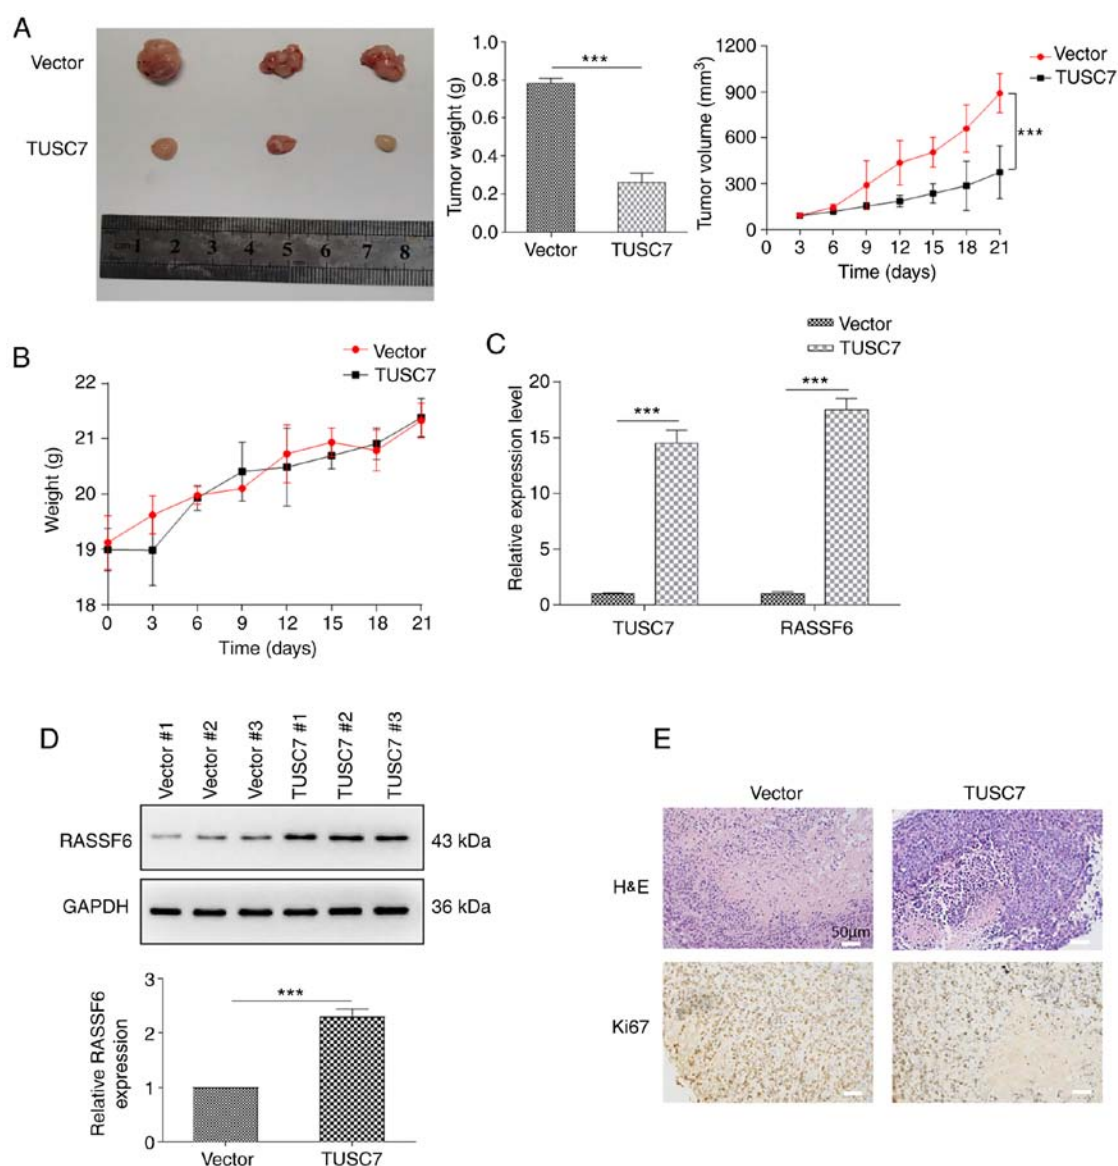 A
Vector
TUSC7
cm 1 2 3 4 5 6 7 8
Tumor weight (g)
1.0
0.8
0.6
0.4
0.2
0.0
***
Vector TUSC7
Tumor volume (mm³)
1200
900
600
300
0 3 6 9 12 15 18 21
Time (days)
Vector
TUSC7
***
B
Vector
TUSC7
Weight (g)
22
21
20
19
18
0 3 6 9 12 15 18 21
Time (days)
C
Vector
TUSC7
Relative expression level
20
15
10
5
0
***
***
TUSC7 RASSF6
D
Vector #1
Vector #2
Vector #3
TUSC7 #1
TUSC7 #2
TUSC7 #3
RASSF6 43 kDa
GAPDH 36 kDa
Relative RASSF6
expression
3
2
1
0
***
Vector TUSC7
E
Vector TUSC7
H&E
50µm
Ki67